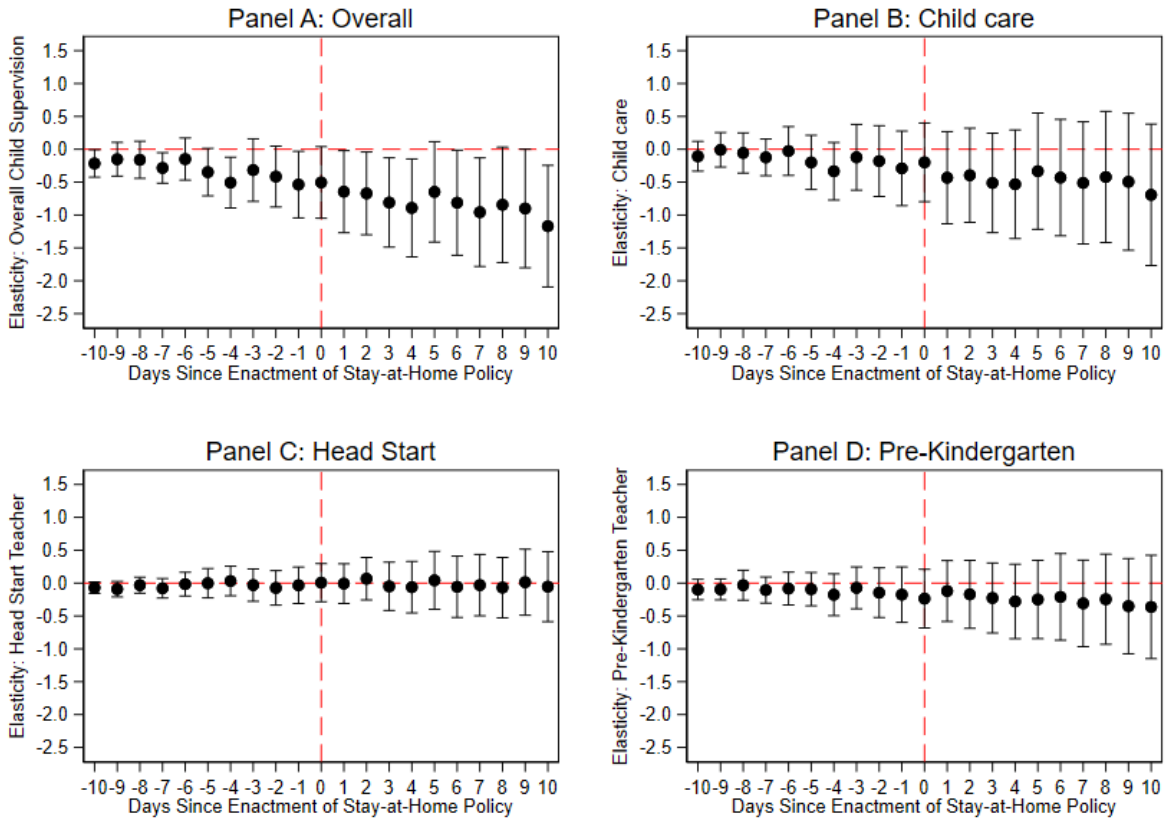 Panel A: Overall
Elasticity: Overall Child Supervision
1.5
1.0
0.5
0.0
-0.5
-1.0
-1.5
-2.0
-2.5
-10 -9 -8 -7 -6 -5 -4 -3 -2 -1 0 1 2 3 4 5 6 7 8 9 10
Days Since Enactment of Stay-at-Home Policy
Panel B: Child care
Elasticity: Child care
1.5
1.0
0.5
0.0
-0.5
-1.0
-1.5
-2.0
-2.5
-10 -9 -8 -7 -6 -5 -4 -3 -2 -1 0 1 2 3 4 5 6 7 8 9 10
Days Since Enactment of Stay-at-Home Policy
Panel C: Head Start
Elasticity: Head Start Teacher
1.5
1.0
0.5
0.0
-0.5
-1.0
-1.5
-2.0
-2.5
-10 -9 -8 -7 -6 -5 -4 -3 -2 -1 0 1 2 3 4 5 6 7 8 9 10
Days Since Enactment of Stay-at-Home Policy
Panel D: Pre-Kindergarten
Elasticity: Pre-Kindergarten Teacher
1.5
1.0
0.5
0.0
-0.5
-1.0
-1.5
-2.0
-2.5
-10 -9 -8 -7 -6 -5 -4 -3 -2 -1 0 1 2 3 4 5 6 7 8 9 10
Days Since Enactment of Stay-at-Home Policy